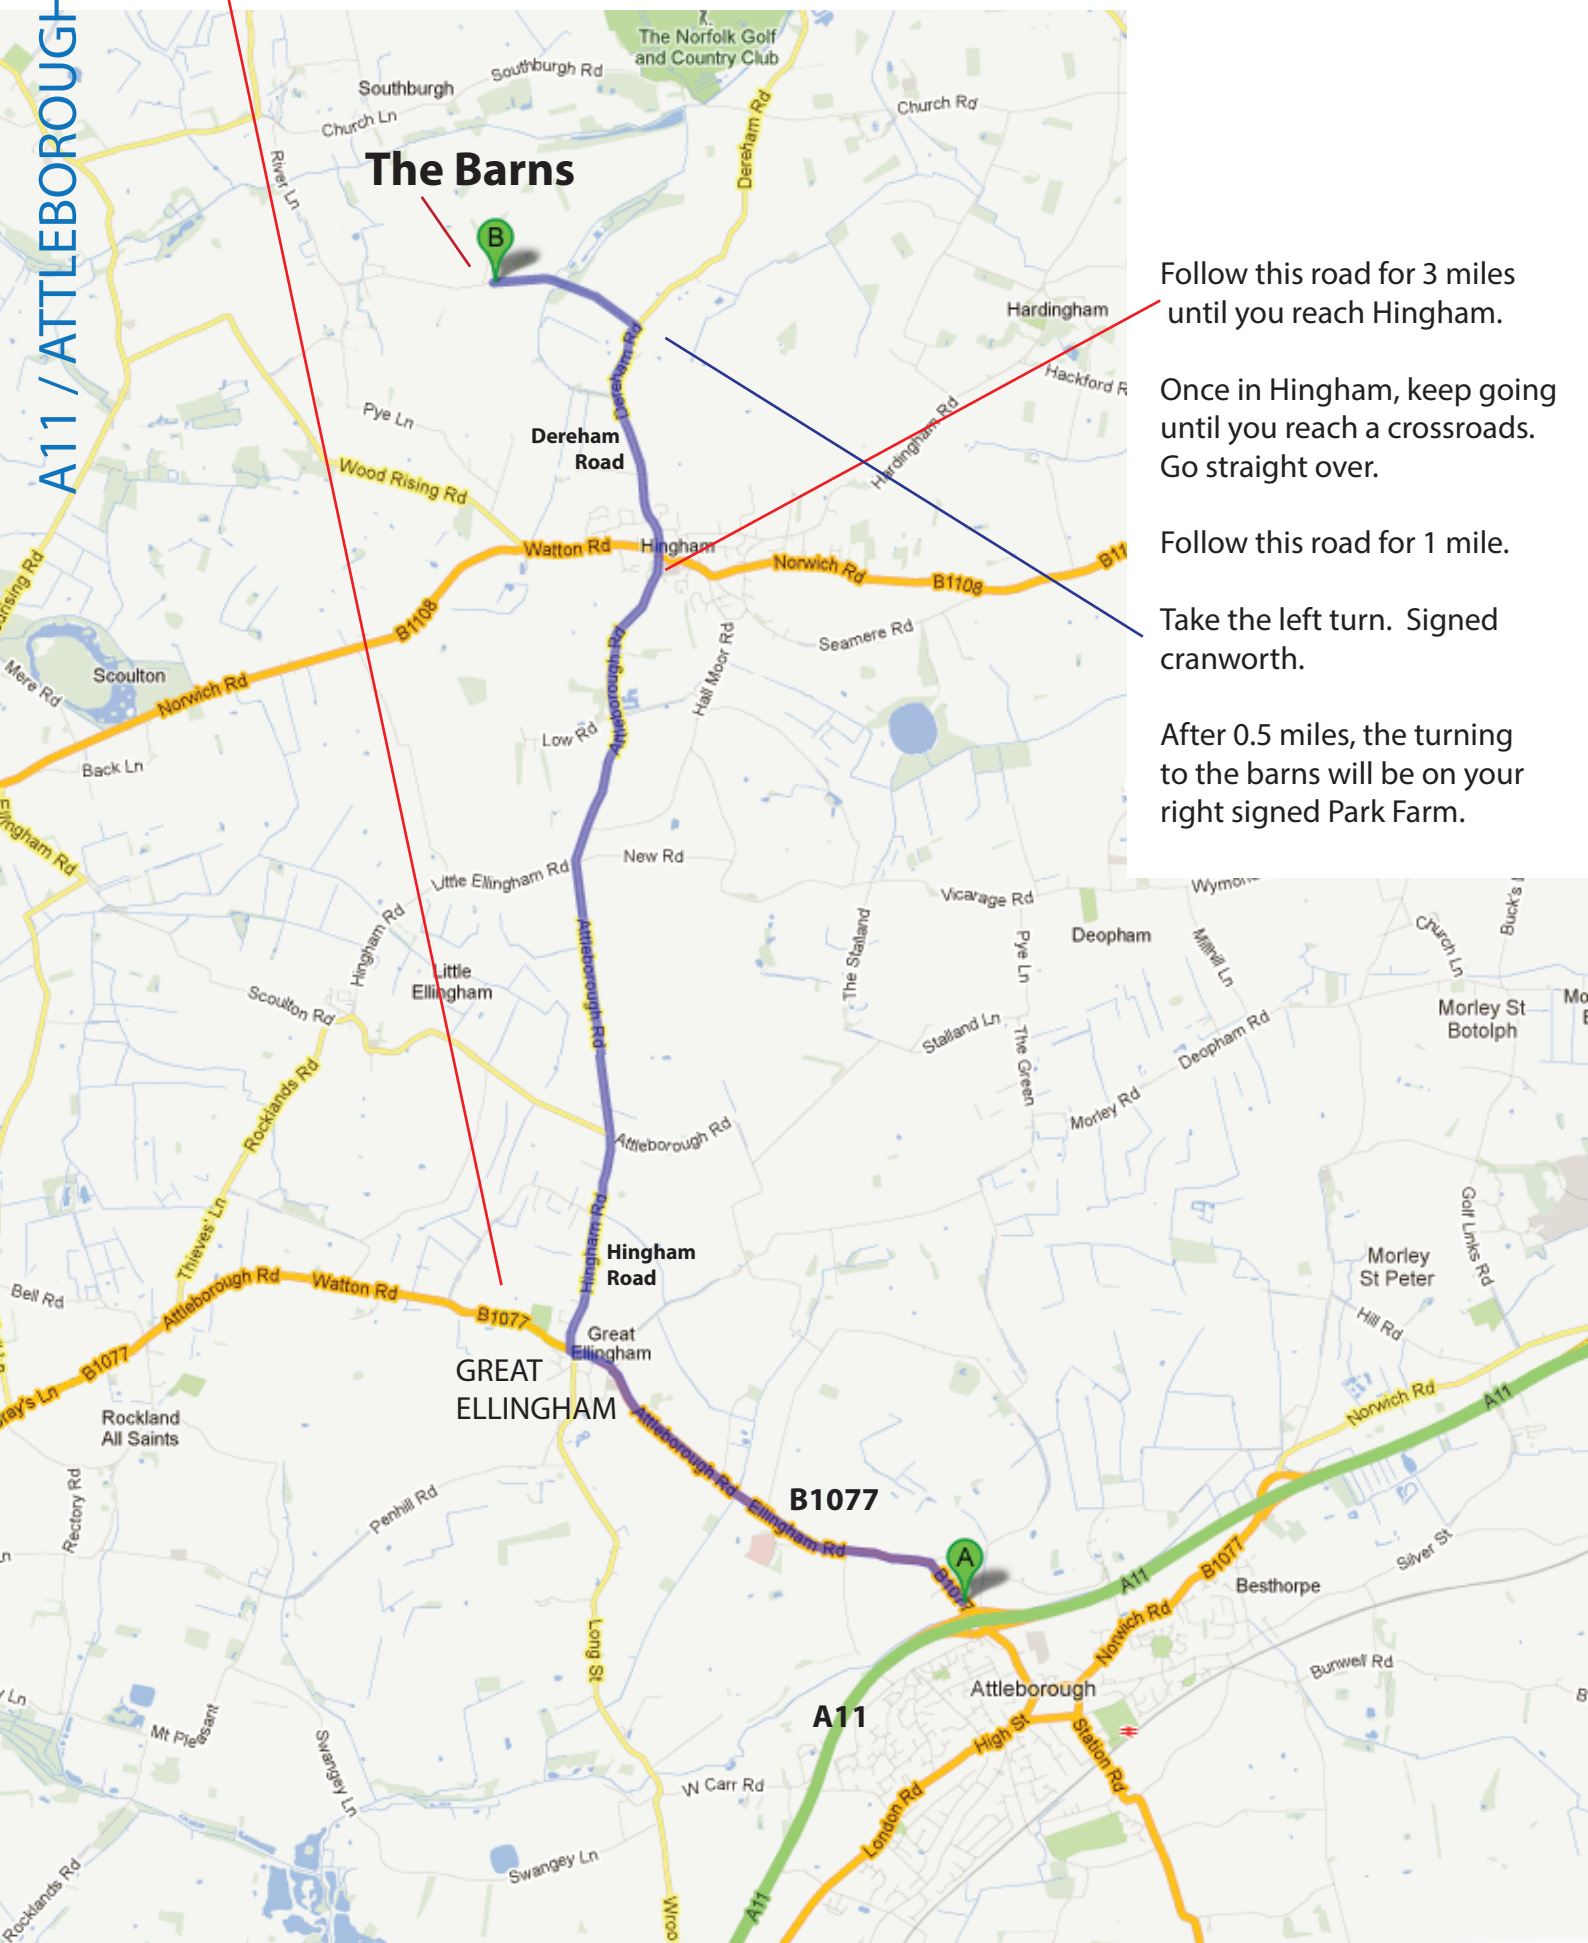 A11 / ATTLEBOROUGH
The Norfolk Golf
and Country Club
Southburgh Rd
Southburgh
Church Ln
Church Rd
Dereham Rd
River Ln
The Barns
B
Hardingham
Hackford R
Dereham Rd
Pye Ln
Hardingham Rd
Dereham
Road
Wood Rising Rd
Watton Rd
Hingham
Norwich Rd
B1108
B11
B1108
Follow this road for 3 miles
until you reach Hingham.
Once in Hingham, keep going
until you reach a crossroads.
Go straight over.
Follow this road for 1 mile.
Take the left turn. Signed
cranworth.
After 0.5 miles, the turning
to the barns will be on your
right signed Park Farm.
Seamere Rd
Hall Moor Rd
Attleborough Rd
Mere Rd
Scoulton
Norwich Rd
Low Rd
Back Ln
Ellingham Rd
New Rd
Little Ellingham Rd
Vicarage Rd
Deopham
Pye Ln
The Stalland
Millhill Ln
Church Ln
Buck's
Hingham Rd
Little
Ellingham
Attleborough Rd
Scoulton Rd
Stalland Ln
The Green
Deopham Rd
Morley St
Botolph
Mo
Rocklands Rd
Morley Rd
Attleborough Rd
Thieves' Ln
Hingham Rd
Hingham
Road
Golf Links Rd
Morley
St Peter
Hill Rd
Bell Rd
Attleborough Rd
Watton Rd
B1077
B1077
Great
Ellingham
GREAT
ELLINGHAM
Rockland
All Saints
Norwich Rd
A11
Attleborough Rd
Ellingham Rd
B1077
Penhill Rd
Rectory Rd
A
B1077
A11
B1077
Silver St
Besthorpe
Norwich Rd
Long St
Burwell Rd
Attleborough
A11
High St
Station Rd
Mt Pleasant
Swangey Ln
W Carr Rd
London Rd
Swangey Ln
Rocklands Rd
Wroo
A11